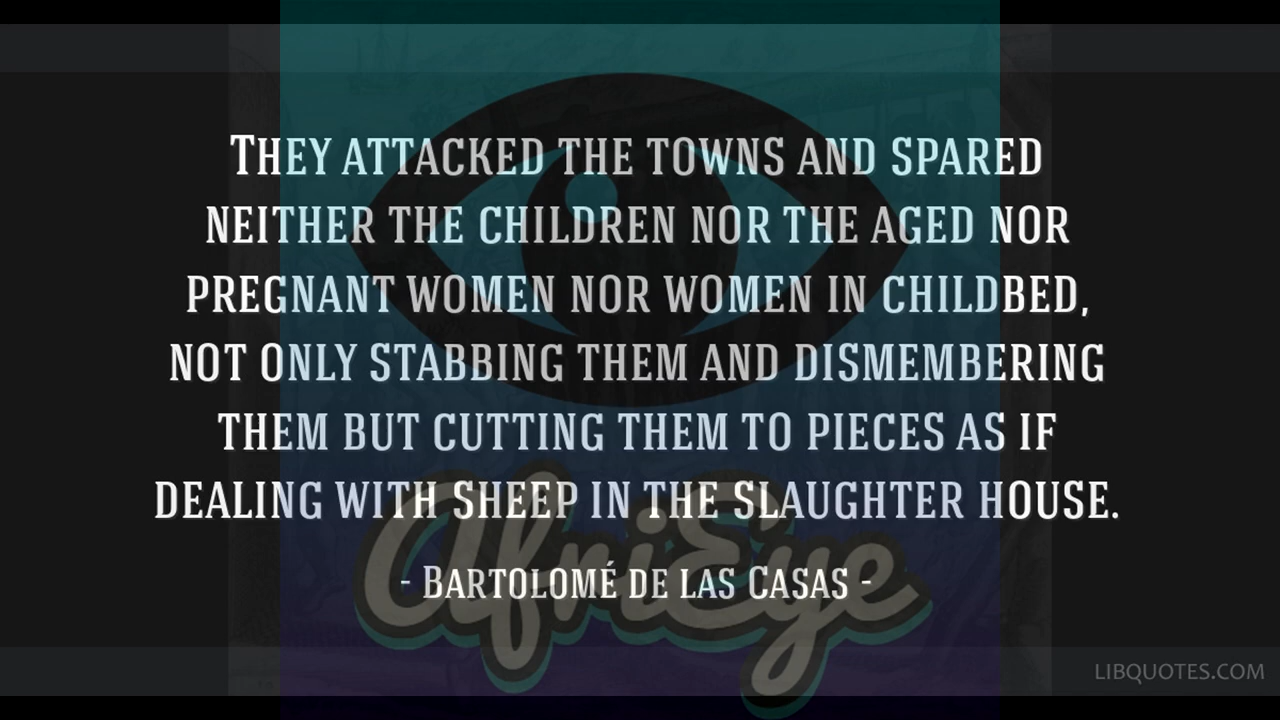 They attacked the towns and spared
neither the children nor the aged nor
pregnant women nor women in childbed,
not only stabbing them and dismembering
them but cutting them to pieces as if
dealing with sheep in the slaughter house.
- Bartolomé de las Casas -
AfriEye
LIBQUOTES.COM